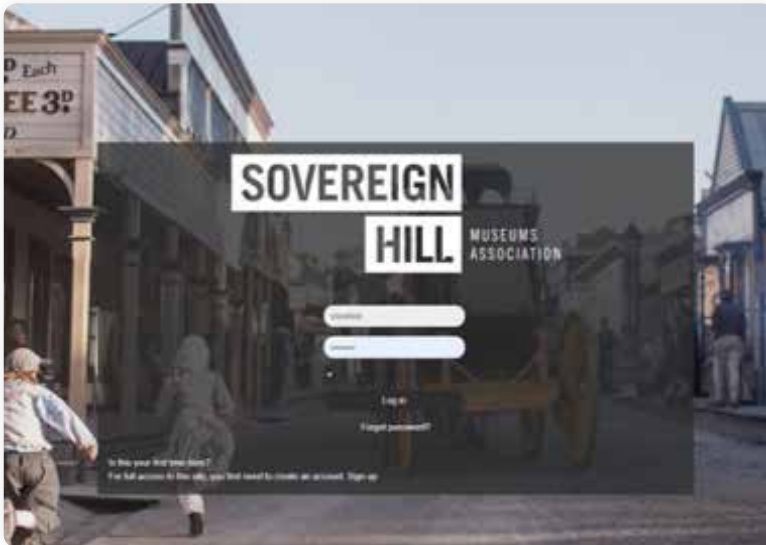 D Each
EE 3D
D
SOVEREIGN
HILL
MUSEUMS
ASSOCIATION
Log in
Forgot password?
Is this your first time here?
For full access to this site, you first need to create an account. Sign up